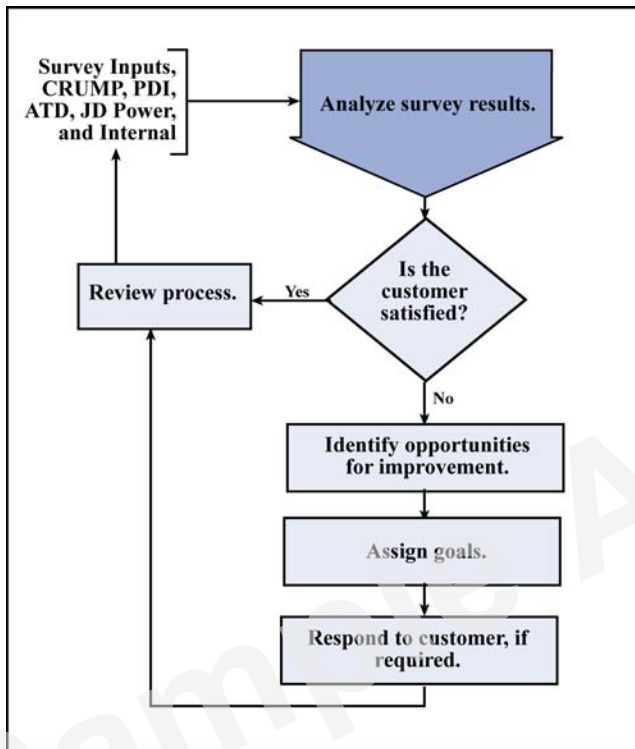 Survey Inputs,
CRUMP, PDI,
ATD, JD Power,
and Internal
Analyze survey results.
Is the
customer
satisfied?
Yes
Review process.
No
Identify opportunities
for improvement.
Assign goals.
Respond to customer, if
required.